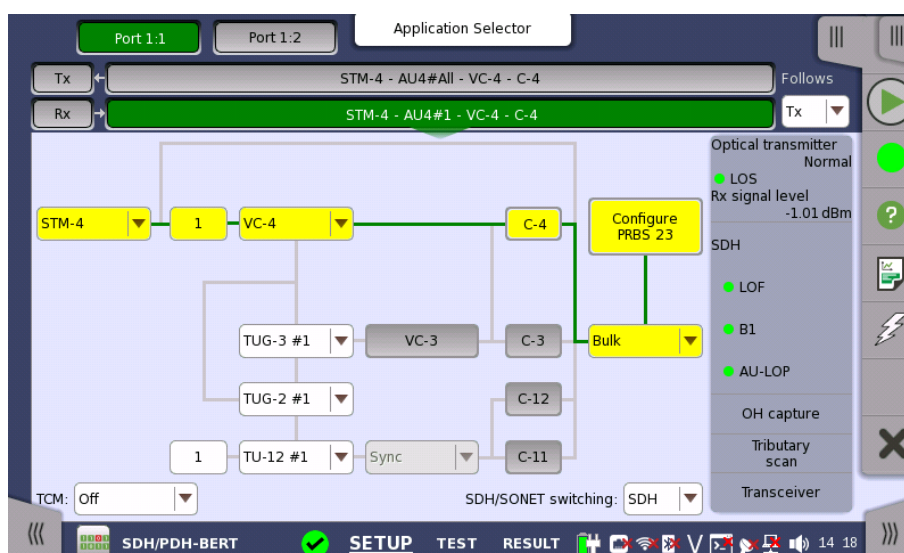 Port 1:1
Port 1:2
Application Selector
Tx
STM-4 - AU4#All - VC-4 - C-4
Follows
Rx
STM-4 - AU4#1 - VC-4 - C-4
Tx
Optical transmitter
Normal
LOS
Rx signal level
-1.01 dBm
STM-4
1
VC-4
C-4
Configure
PRBS 23
SDH
LOF
TUG-3 #1
VC-3
C-3
Bulk
B1
AU-LOP
TUG-2 #1
C-12
OH capture
1
TU-12 #1
Sync
C-11
Tributary
scan
TCM: Off
SDH/SONET switching: SDH
Transceiver
SDH/PDH-BERT
SETUP
TEST
RESULT
14 18